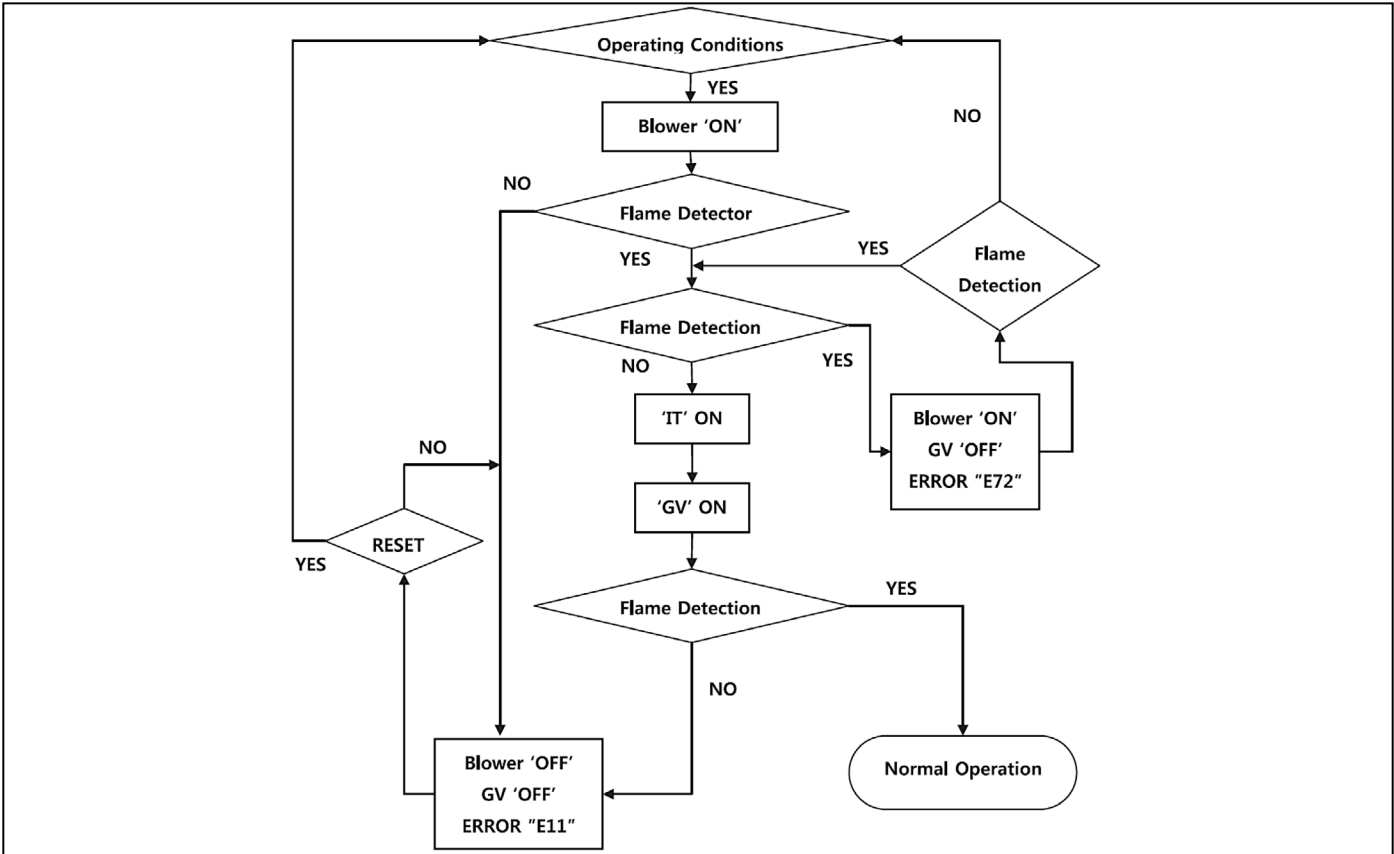 Operating Conditions
YES
NO
Blower ‘ON’
NO
Flame Detector
YES
YES
Flame
Detection
Flame Detection
NO
YES
‘IT’ ON
Blower ‘ON’
GV ‘OFF’
ERROR "E72"
NO
‘GV’ ON
RESET
YES
Flame Detection
YES
NO
Blower ‘OFF’
GV ‘OFF’
ERROR "E11"
Normal Operation